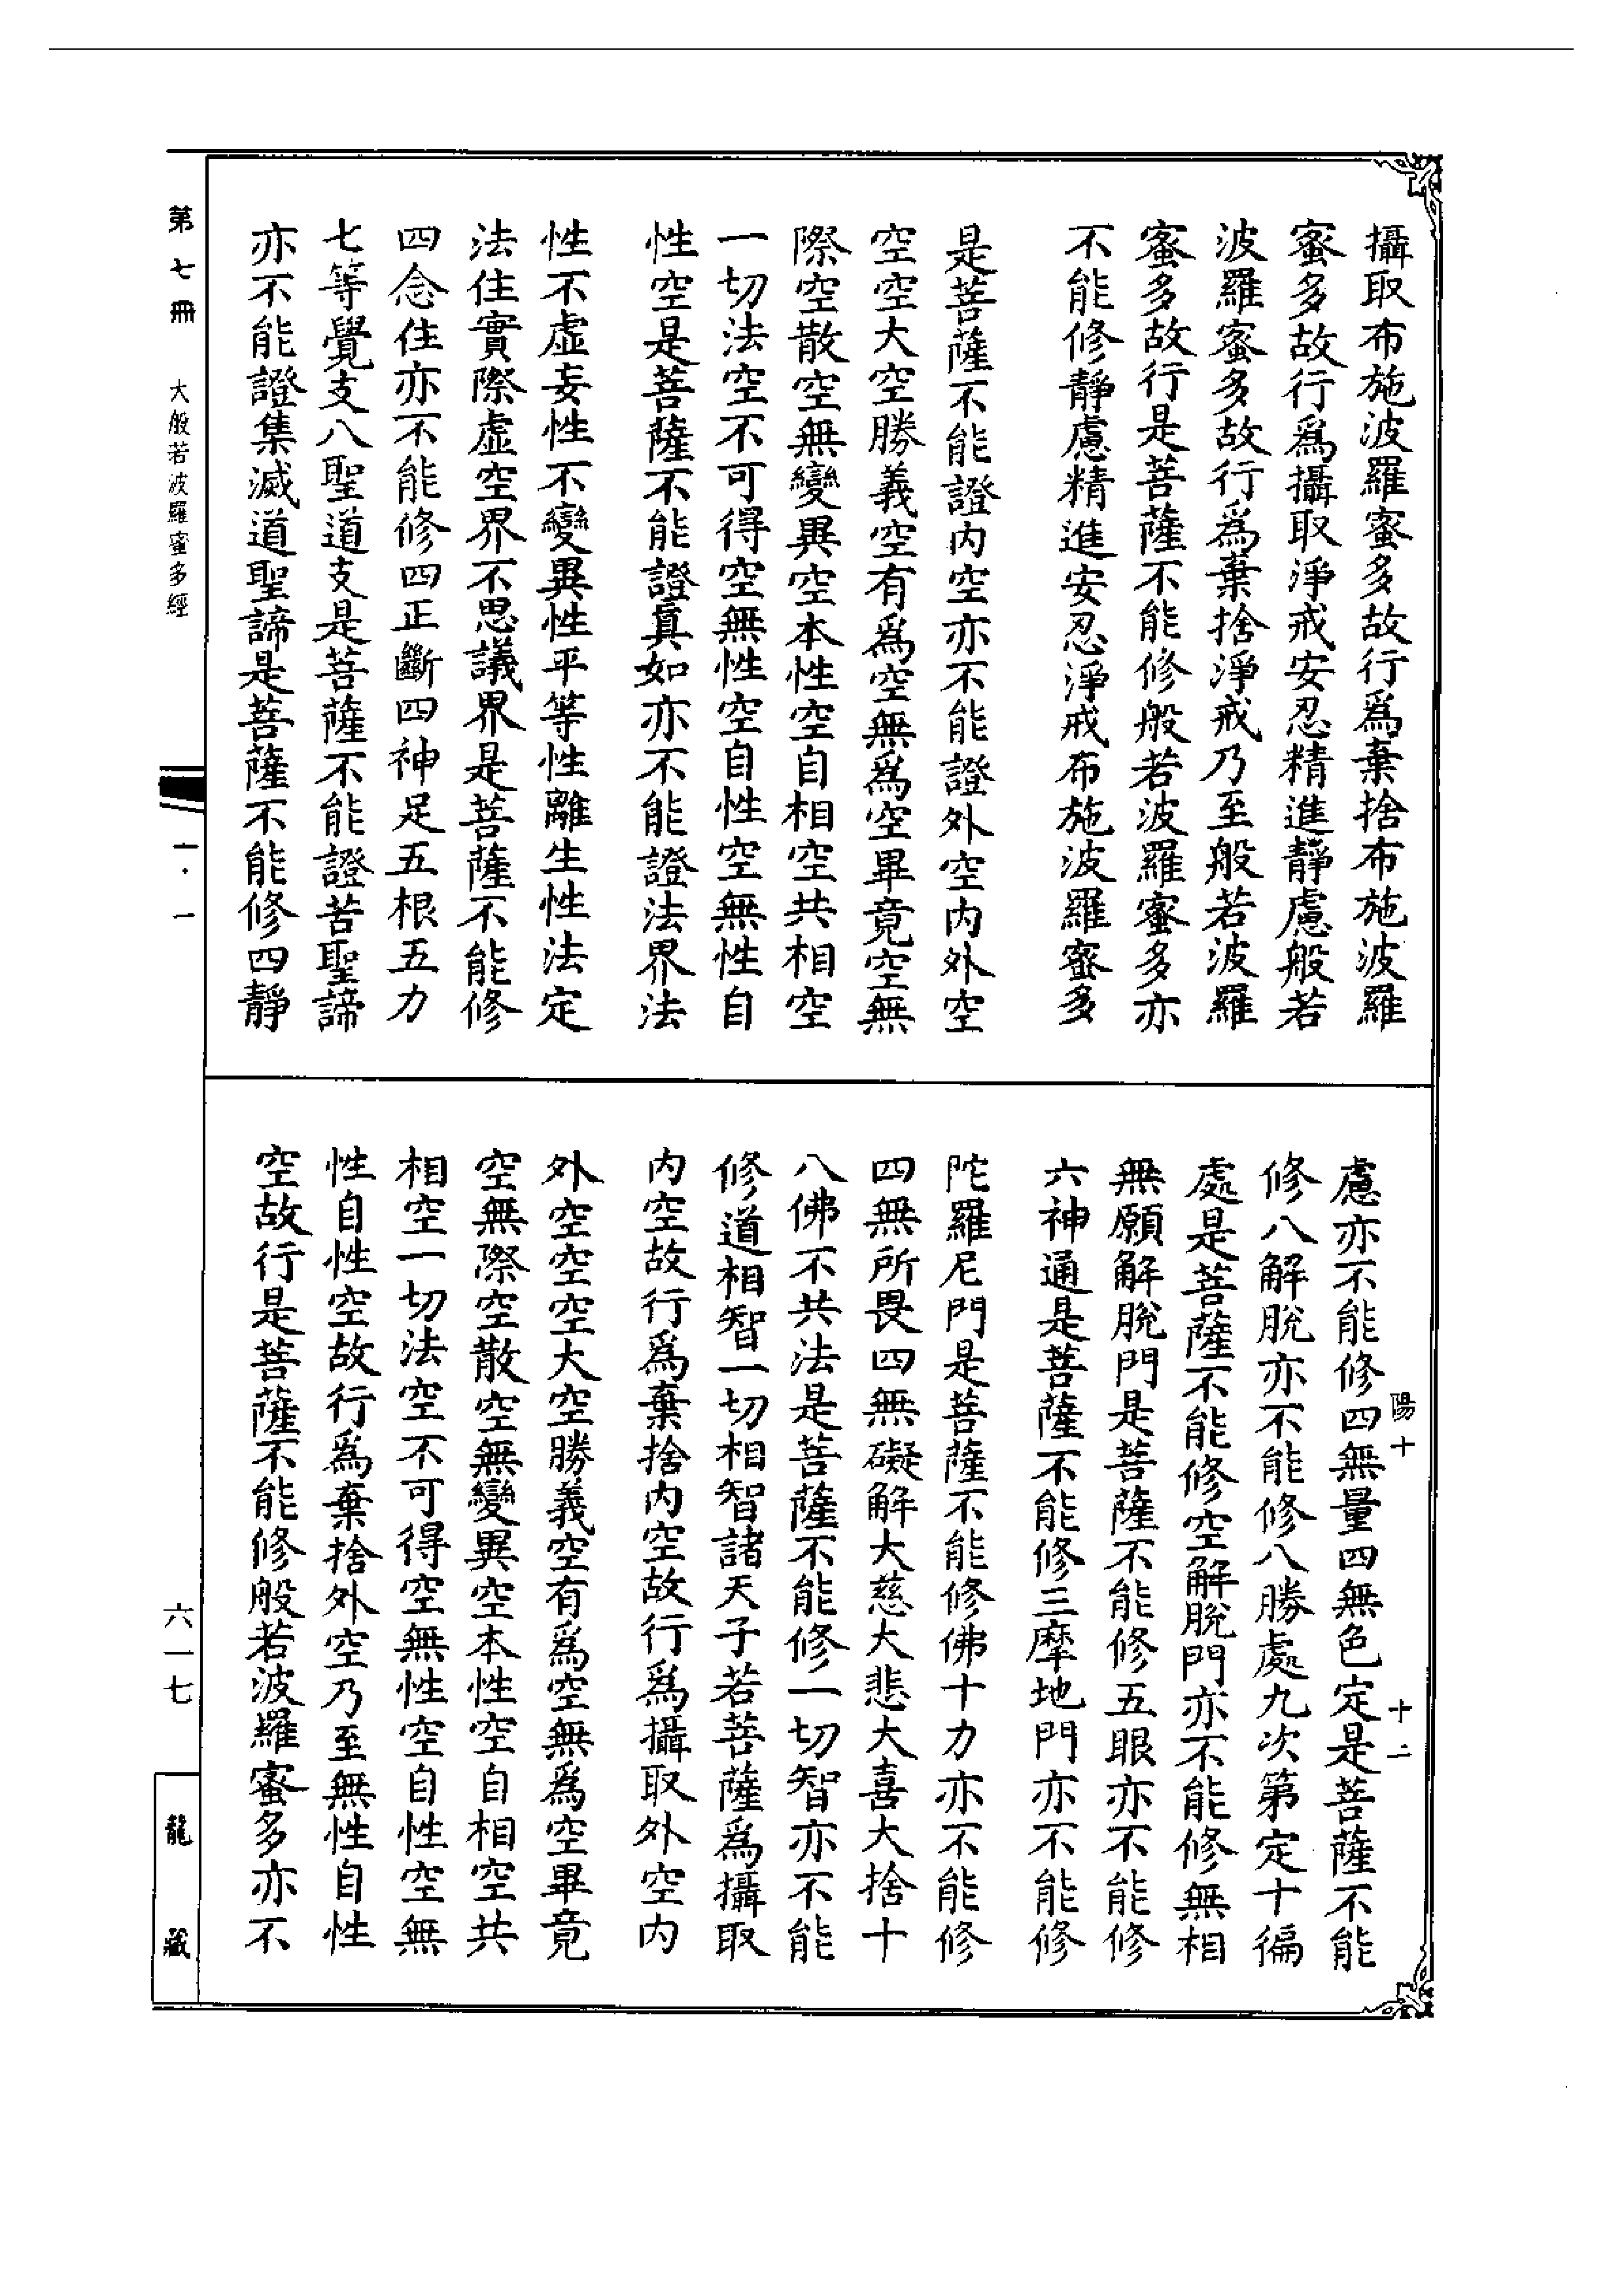 攝取布施波羅蜜多故行爲棄捨布施波羅
蜜多故行爲攝取淨戒安忍精進靜慮般若
波羅蜜多故行爲棄捨淨戒乃至般若波羅
蜜多故行是菩薩不能修般若波羅蜜多亦
不能修靜慮精進安忍淨戒布施波羅蜜多
是菩薩不能證内空亦不能證外空内外空
空空大空勝義空有爲空無爲空畢竟空無
際空散空無變異空本性空自相空共相空
一切法空不可得空無性空自性空無性自
性空是菩薩不能證眞如亦不能證法界法
性不虛妄性不變異性平等性離生性法定
法住實際虛空界不思議界是菩薩不能修
四念住亦不能修四正斷四神足五根五力
七等覺支八聖道支是菩薩不能證苦聖諦
亦不能證集滅道聖諦是菩薩不能修四靜
慮亦不能修四無量四無色定是菩薩不能
修八解脫亦不能修八勝處九次第定十徧
處是菩薩不能修空解脫門亦不能修無相
無願解脫門是菩薩不能修五眼亦不能修
六神通是菩薩不能修三摩地門亦不能修
陀羅尼門是菩薩不能修佛十力亦不能修
四無所畏四無礙解大慈大悲大喜大捨十
八佛不共法是菩薩不能修一切智亦不能
修道相智一切相智諸天子若菩薩爲攝取
内空故行爲棄捨内空故行爲攝取外空内
外空空空大空勝義空有爲空無爲空畢竟
空無際空散空無變異空本性空自相空共
相空一切法空不可得空無性空自性空無
性自性空故行爲棄捨外空乃至無性自性
空故行是菩薩不能修般若波羅蜜多亦不
陽十
十二
第七冊
大般若波羅蜜多經
一·一
六一七
龍藏